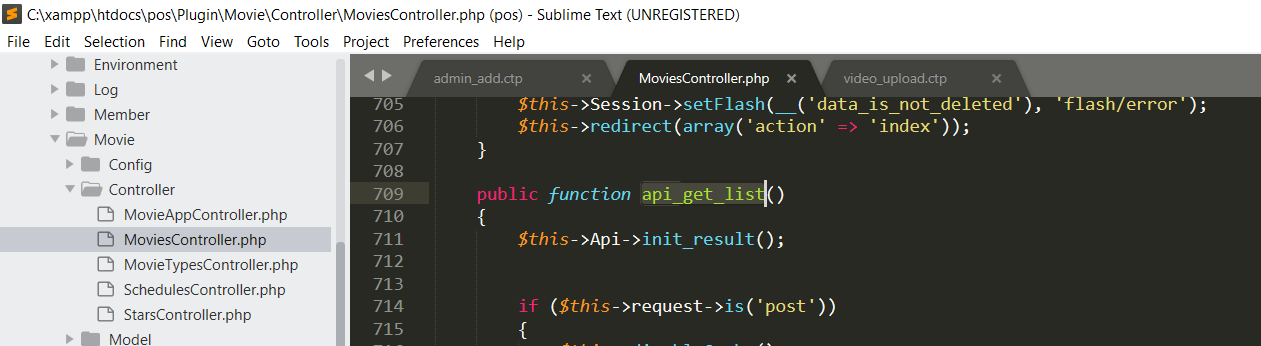 C:\xampp\htdocs\pos\Plugin\Movie\Controller\MoviesController.php (pos) - Sublime Text (UNREGISTERED)
File Edit Selection Find View Goto Tools Project Preferences Help
Environment
Log
Member
Movie
Config
Controller
MovieAppController.php
MoviesController.php
MovieTypesController.php
SchedulesController.php
StarsController.php
Model
admin_add.ctp × MoviesController.php × video_upload.ctp ×
705 $this->Session->setFlash(__('data_is_not_deleted'), 'flash/error');
706 $this->redirect(array('action' => 'index'));
707 }
708
709 public function api_get_list()
710 {
711 $this->Api->init_result();
712
713
714 if ($this->request->is('post'))
715 {